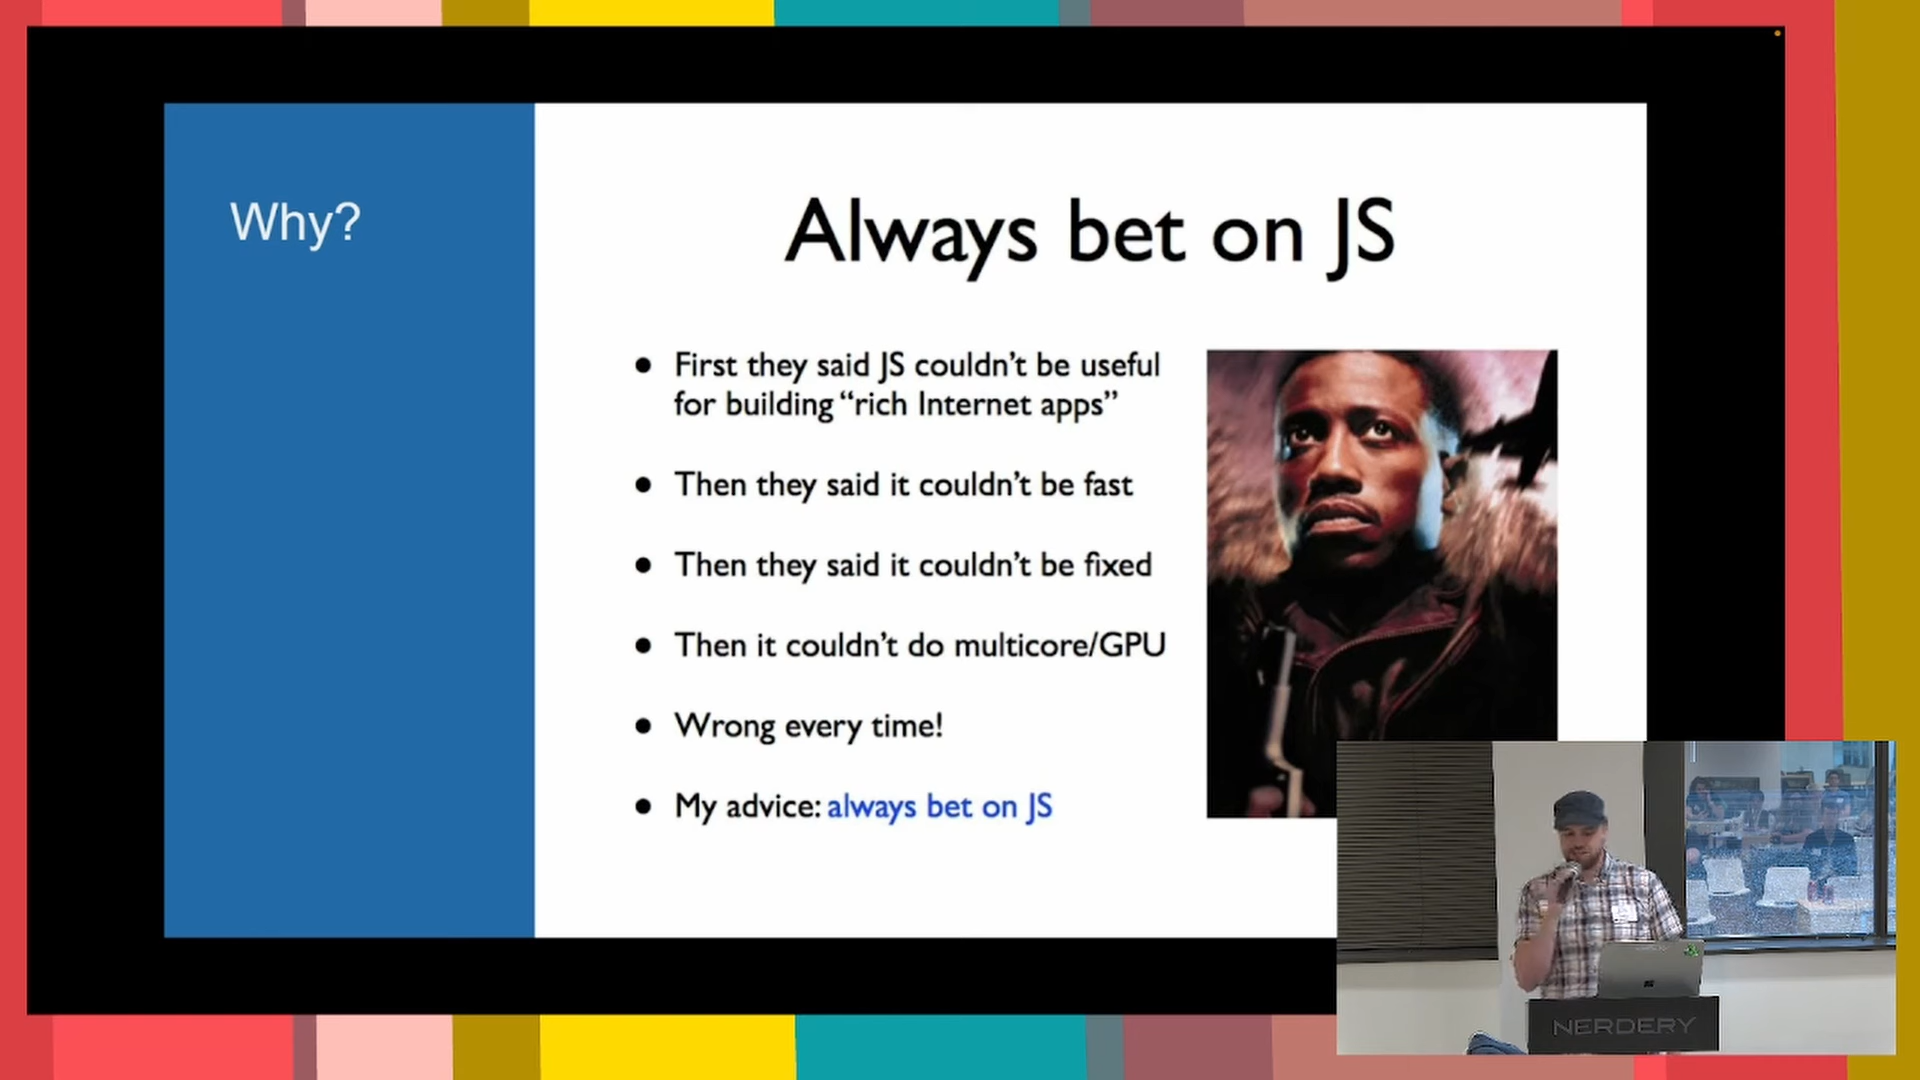 Why?
Always bet on JS
● First they said JS couldn’t be useful
for building “rich Internet apps”
● Then they said it couldn’t be fast
● Then they said it couldn’t be fixed
● Then it couldn’t do multicore/GPU
● Wrong every time!
● My advice: always bet on JS
NERDERY